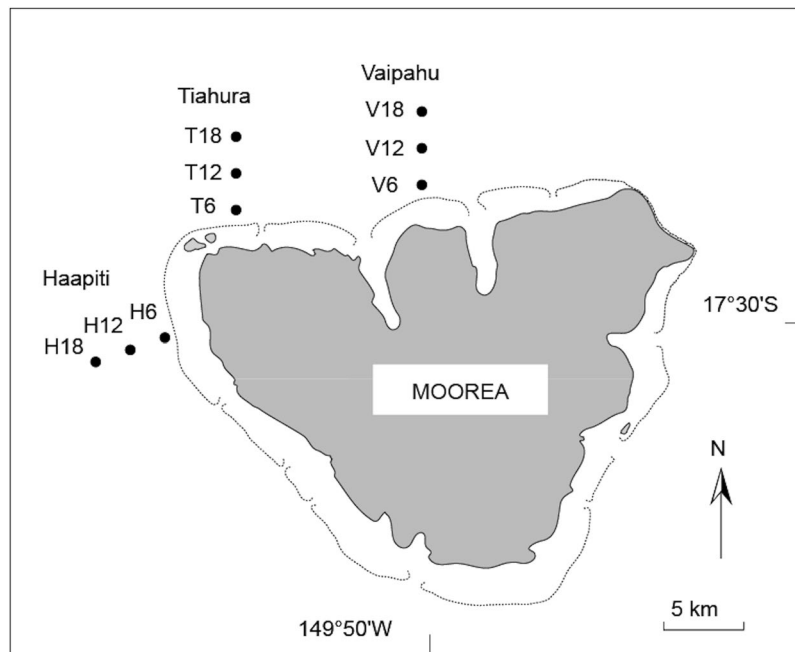 Vaipahu
V18
V12
V6
Tiahura
T18
T12
T6
Haapiti
H6
H12
H18
17°30'S
MOOREA
N
5 km
149°50'W